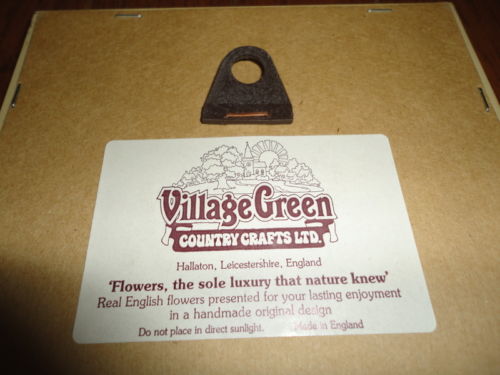 Village Green
COUNTRY CRAFTS LTD.
Hallaton, Leicestershire, England
'Flowers, the sole luxury that nature knew'
Real English flowers presented for your lasting enjoyment
in a handmade original design
Do not place in direct sunlight. Made in England